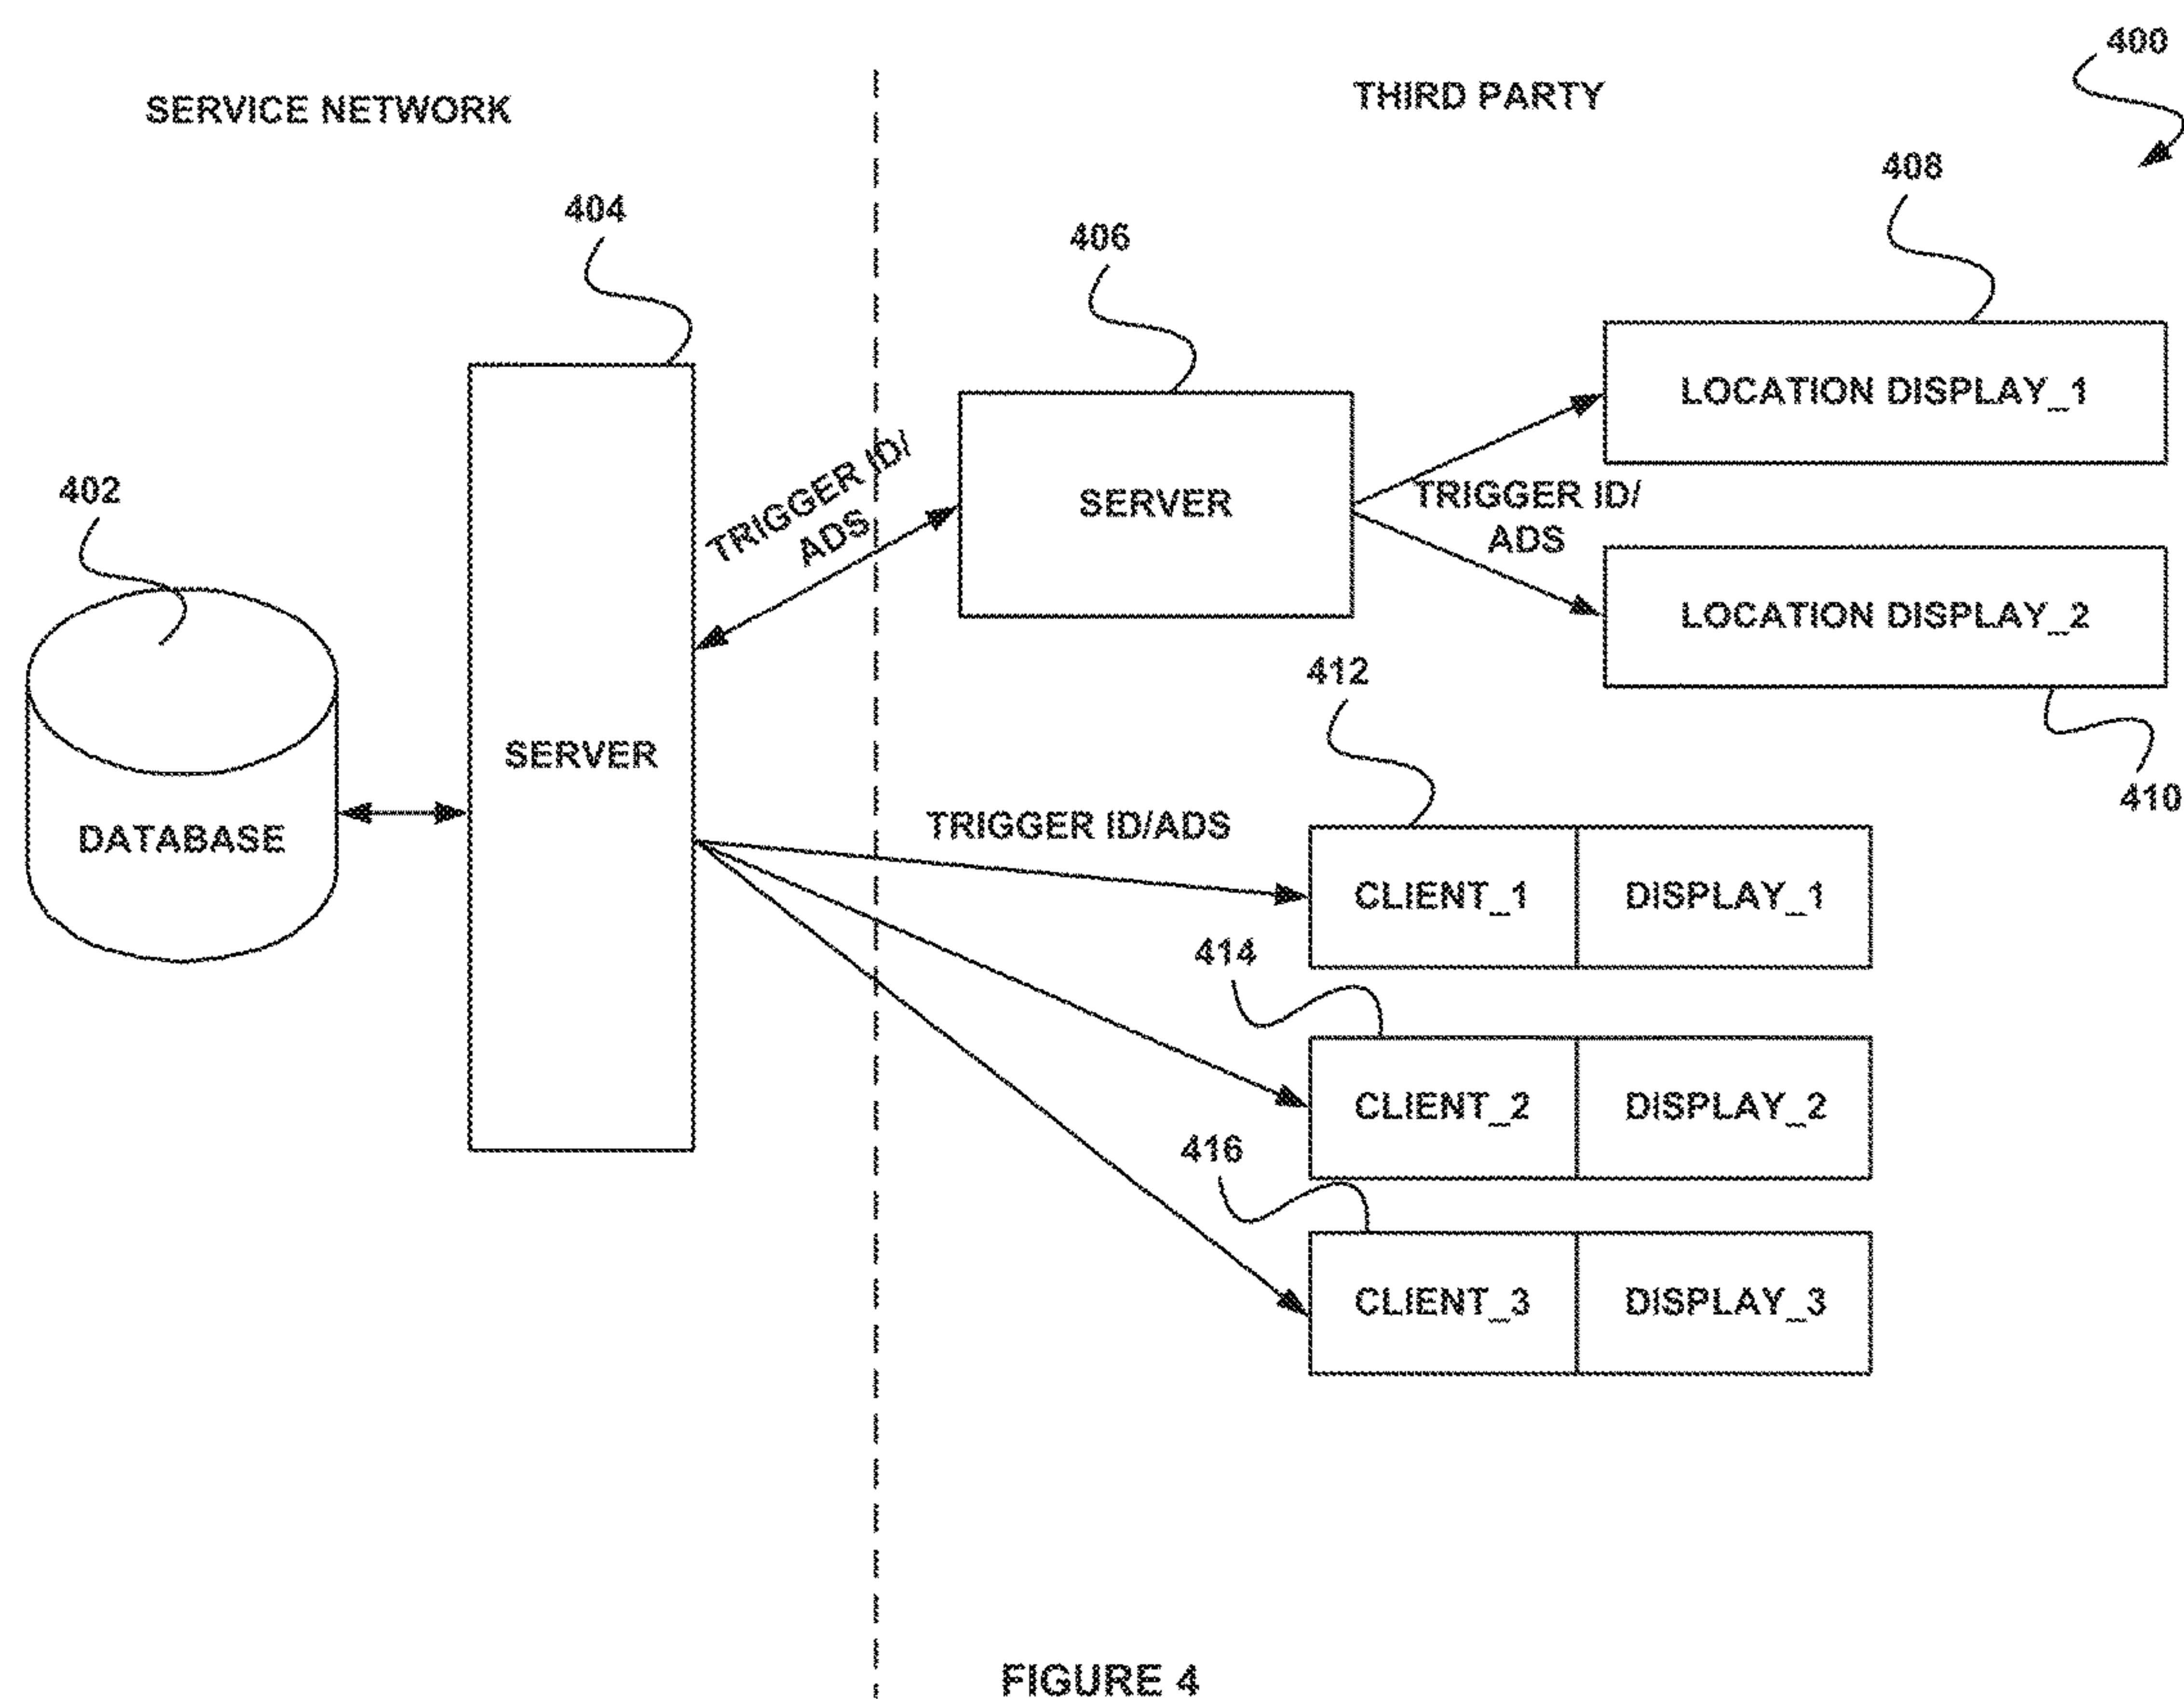 400
SERVICE NETWORK
THIRD PARTY
408
404
406
LOCATION DISPLAY_1
TRIGGER ID/
ADS
402
SERVER
TRIGGER ID/
ADS
LOCATION DISPLAY_2
412
SERVER
410
DATABASE
TRIGGER ID/ADS
CLIENT_1
DISPLAY_1
414
CLIENT_2
DISPLAY_2
416
CLIENT_3
DISPLAY_3
FIGURE 4